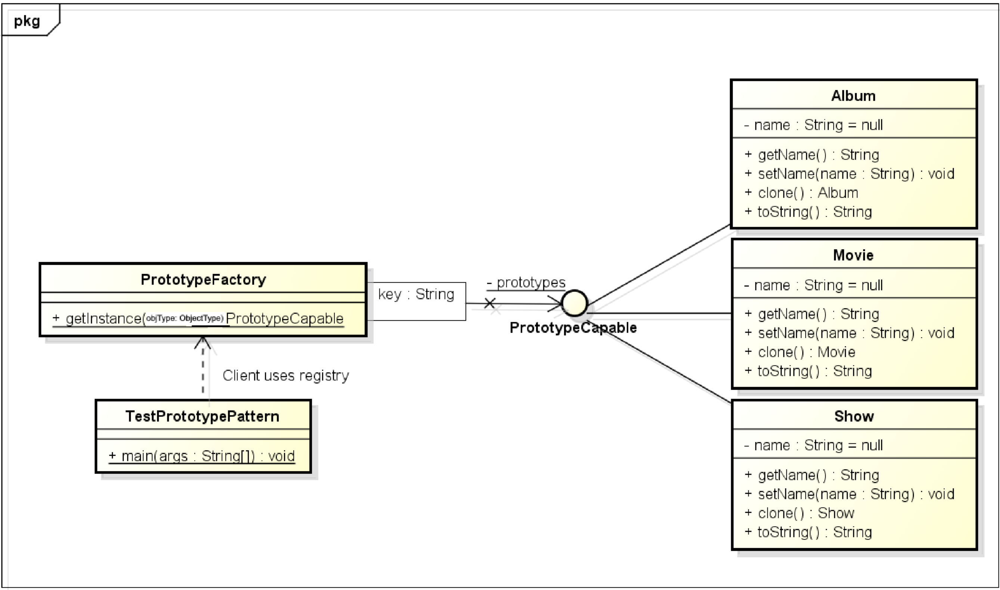 pkg
Album
- name : String = null
+ getName() : String
+ setName(name : String) : void
+ clone() : Album
+ toString() : String
Movie
- name : String = null
+ getName() : String
+ setName(name : String) : void
+ clone() : Movie
+ toString() : String
PrototypeFactory
+ getInstance(objType: ObjectType) PrototypeCapable
key : String
- prototypes
PrototypeCapable
Client uses registry
TestPrototypePattern
+ main(args : String[]) : void
Show
- name : String = null
+ getName() : String
+ setName(name : String) : void
+ clone() : Show
+ toString() : String